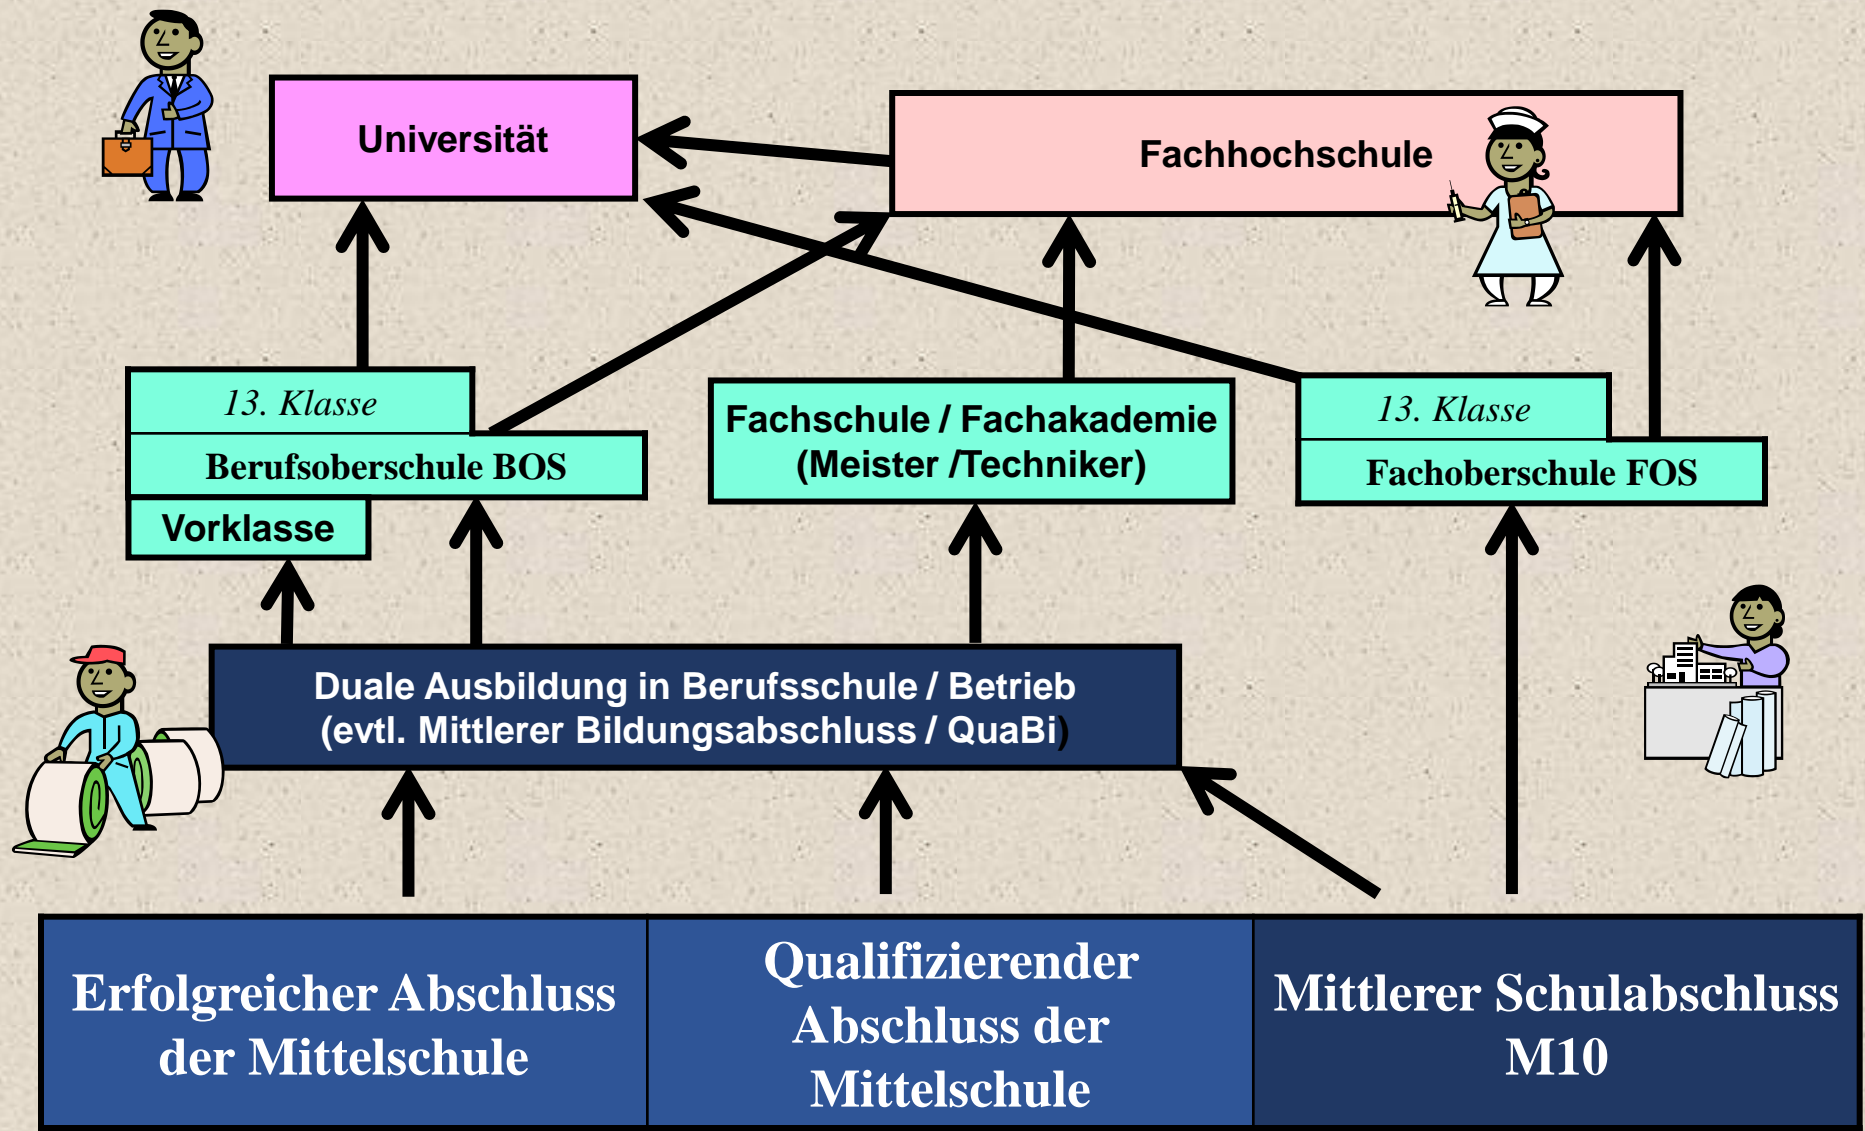 Universität
Fachhochschule
13. Klasse
Berufsoberschule BOS
Vorklasse
Fachschule / Fachakademie
(Meister /Techniker)
13. Klasse
Fachoberschule FOS
Duale Ausbildung in Berufsschule / Betrieb
(evtl. Mittlerer Bildungsabschluss / QuaBi)
Erfolgreicher Abschluss
der Mittelschule
Qualifizierender
Abschluss der
Mittelschule
Mittlerer Schulabschluss
M10